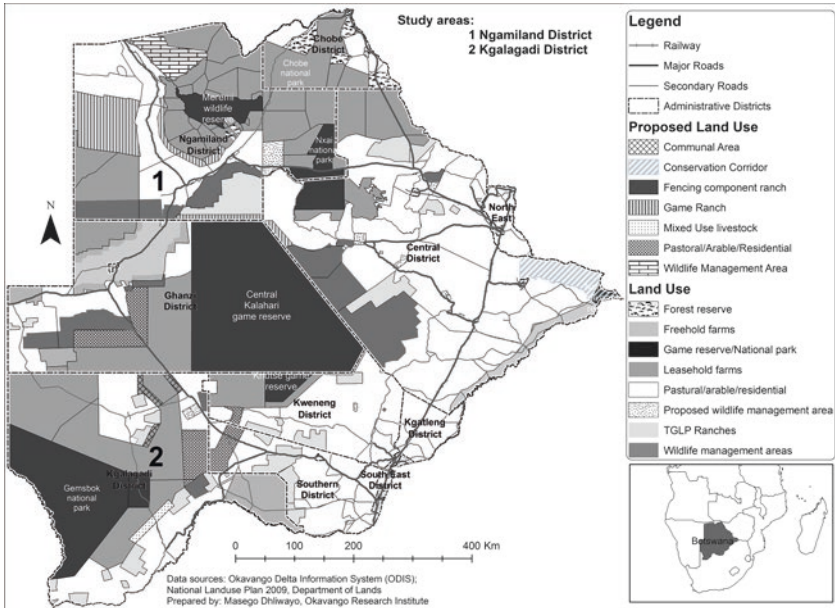 Study areas:
1 Ngamiland District
2 Kgalagadi District
Chobe
District
Chobe
national
park
Moremi
wildlife
reserve
Ngamiland
District
Nxai
national
park
1
N
North
East
Central
District
Ghanzi
District
Central
Kalahari
game reserve
Khutse game
reserve
Kweneng
District
Kgatleng
District
2
Kgalagadi
District
Gemsbok
national
park
Southern
District
South East
District
0 100 200 400 Km
Data sources: Okavango Delta Information System (ODIS);
National Landuse Plan 2009, Department of Lands
Prepared by: Masego Dhliwayo, Okavango Research Institute
Legend
Railway
Major Roads
Secondary Roads
Administrative Districts
Proposed Land Use
Communal Area
Conservation Corridor
Fencing component ranch
Game Ranch
Mixed Use livestock
Pastoral/Arable/Residential
Wildlife Management Area
Land Use
Forest reserve
Freehold farms
Game reserve/National park
Leasehold farms
Pastural/arable/residential
Proposed wildlife management area
TGLP Ranches
Wildlife management areas
Botswana